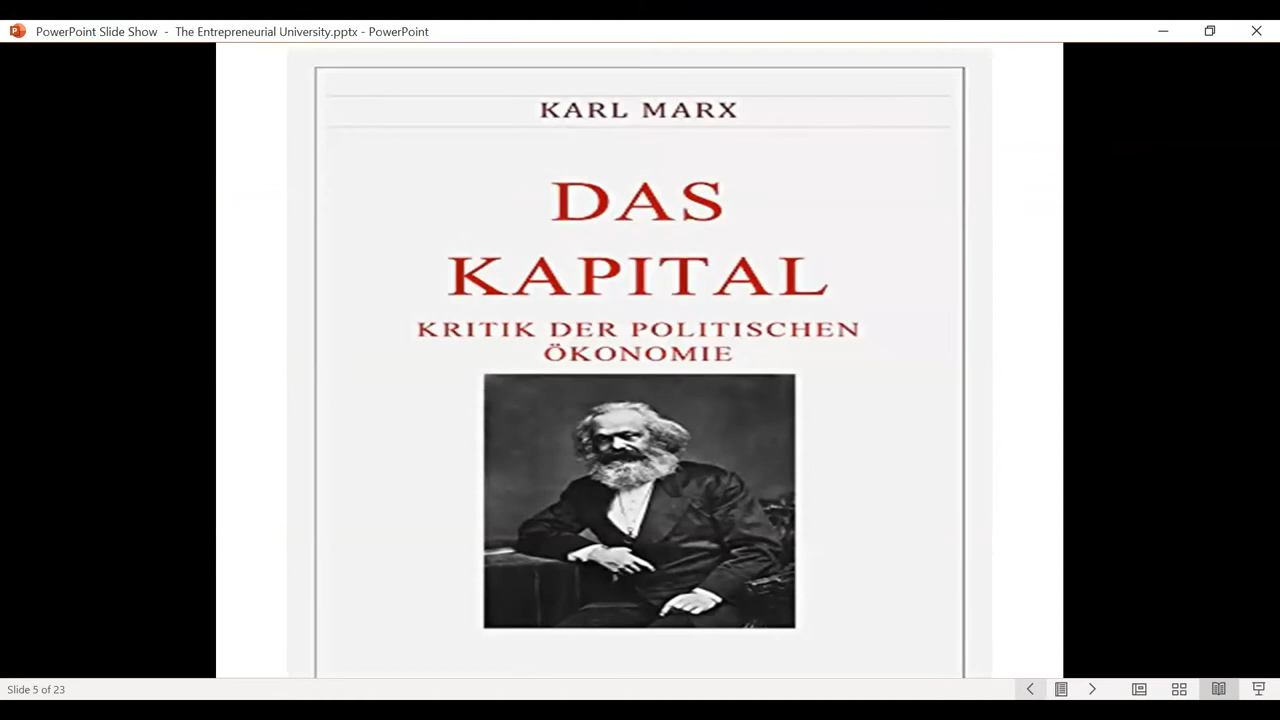 PowerPoint Slide Show - The Entrepreneurial University.pptx - PowerPoint
KARL MARX
DAS
KAPITAL
KRITIK DER POLITISCHEN
ÖKONOMIE
Slide 5 of 23